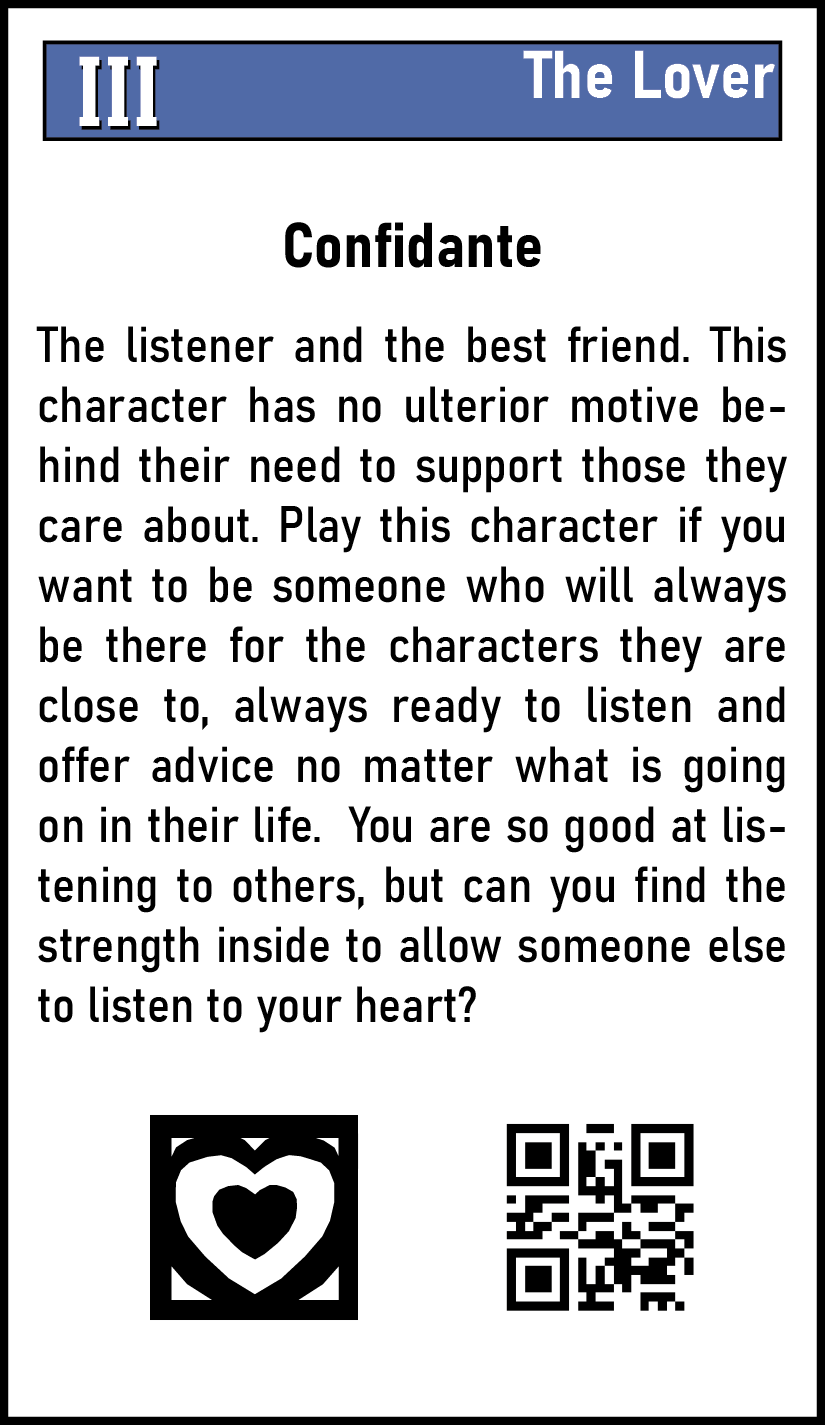 III
The Lover
Confidante
The listener and the best friend. This
character has no ulterior motive be-
hind their need to support those they
care about. Play this character if you
want to be someone who will always
be there for the characters they are
close to, always ready to listen and
offer advice no matter what is going
on in their life.  You are so good at lis-
tening to others, but can you find the
strength inside to allow someone else
to listen to your heart?